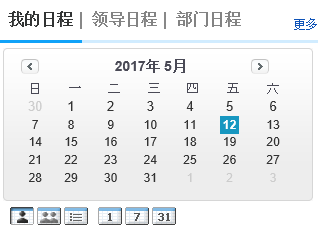 我的日程 | 领导日程 | 部门日程 更多
2017年 5月
日 一 二 三 四 五 六
30 1 2 3 4 5 6
7 8 9 10 11 12 13
14 15 16 17 18 19 20
21 22 23 24 25 26 27
28 29 30 31 1 2 3
1 7 31